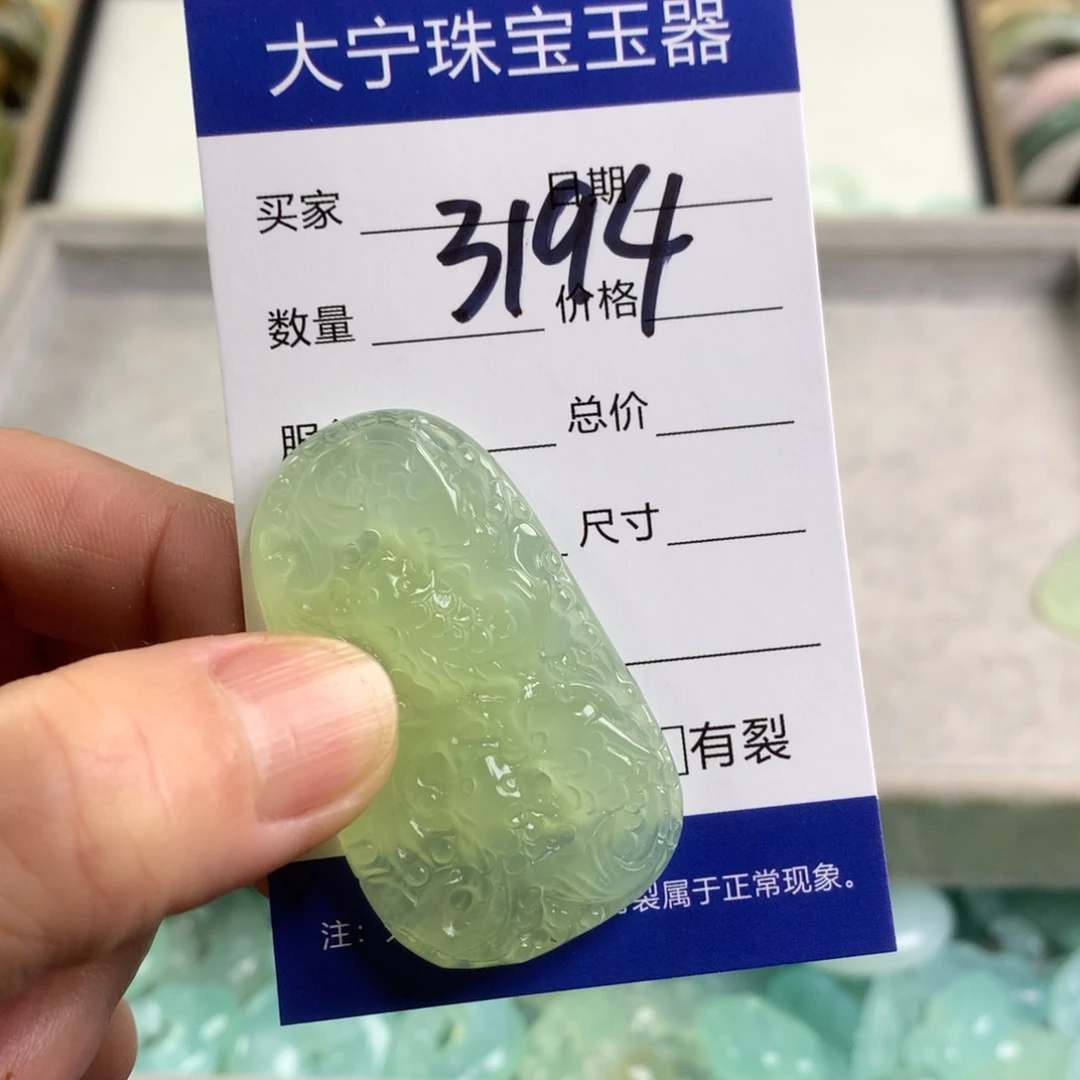 大宁珠宝玉器
买家 日期
3194
数量 价格
总价
尺寸
有裂
注: 裂属于正常现象。